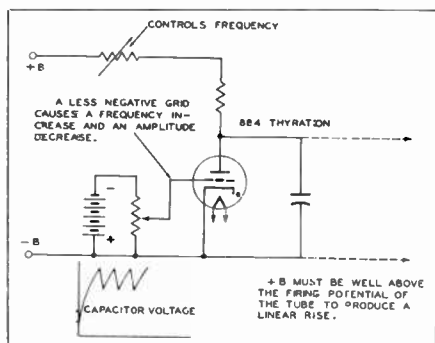 CONTROLS FREQUENCY
+B
A LESS NEGATIVE GRID
CAUSES A FREQUENCY IN-
CREASE AND AN AMPLITUDE
DECREASE.
884 THYRATION
-
+
- B
CAPACITOR VOLTAGE
+ B MUST BE WELL ABOVE
THE FIRING POTENTIAL OF
THE TUBE TO PRODUCE A
LINEAR RISE.